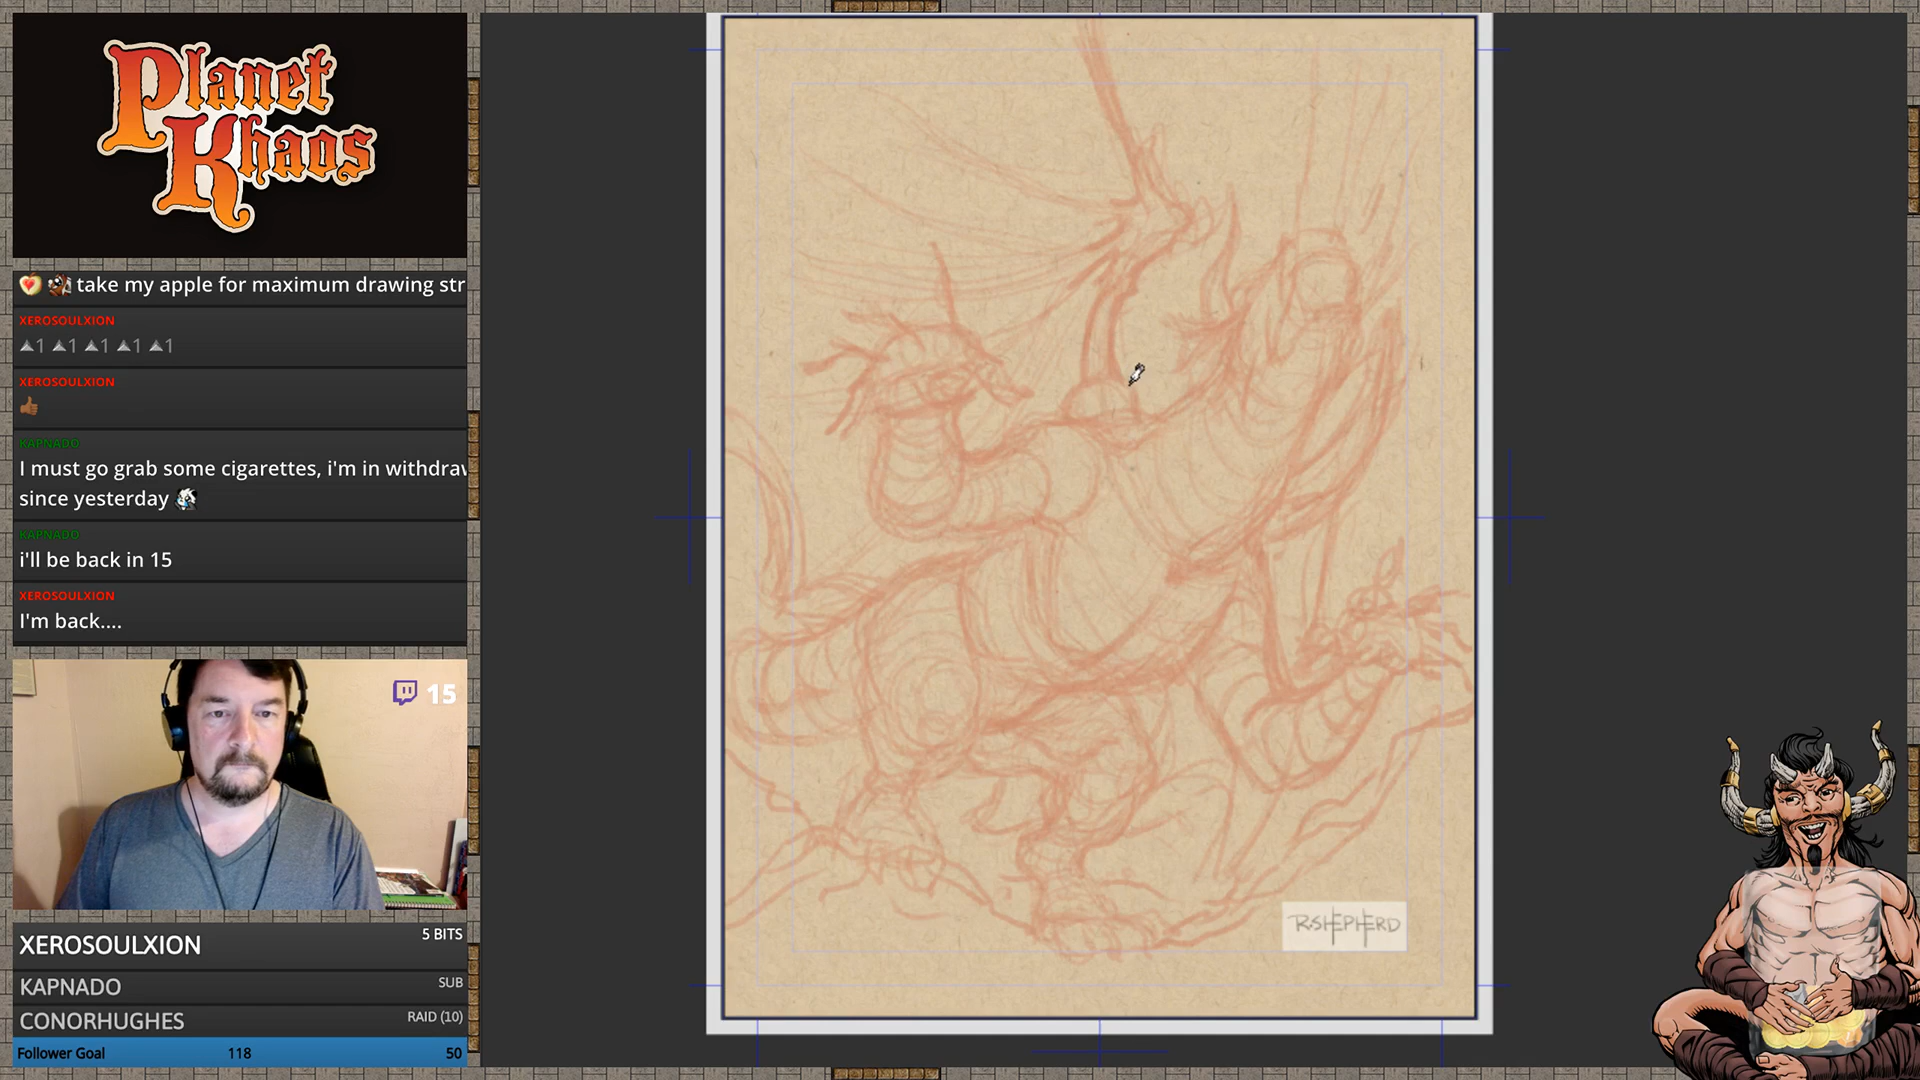 Planet
Khaos
take my apple for maximum drawing str
XEROSOULXION
1 1 1 1 1
XEROSOULXION
KAPNADO
I must go grab some cigarettes, i'm in withdraw
since yesterday
KAPNADO
i'll be back in 15
XEROSOULXION
I'm back....
15
XEROSOULXION 5 BITS
KAPNADO SUB
CONORHUGHES RAID (10)
Follower Goal 118 50
R.SHEPHERD